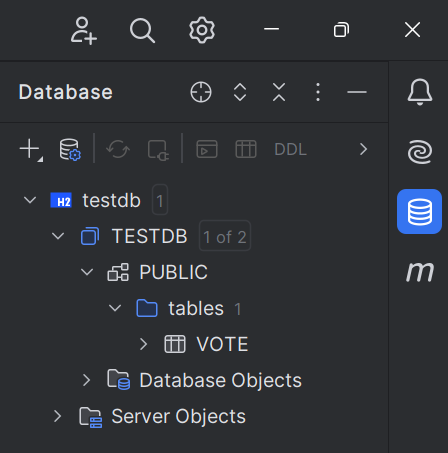 Database
DDL
H2 testdb 1
TESTDB 1 of 2
PUBLIC
tables 1
VOTE
m
Database Objects
Server Objects